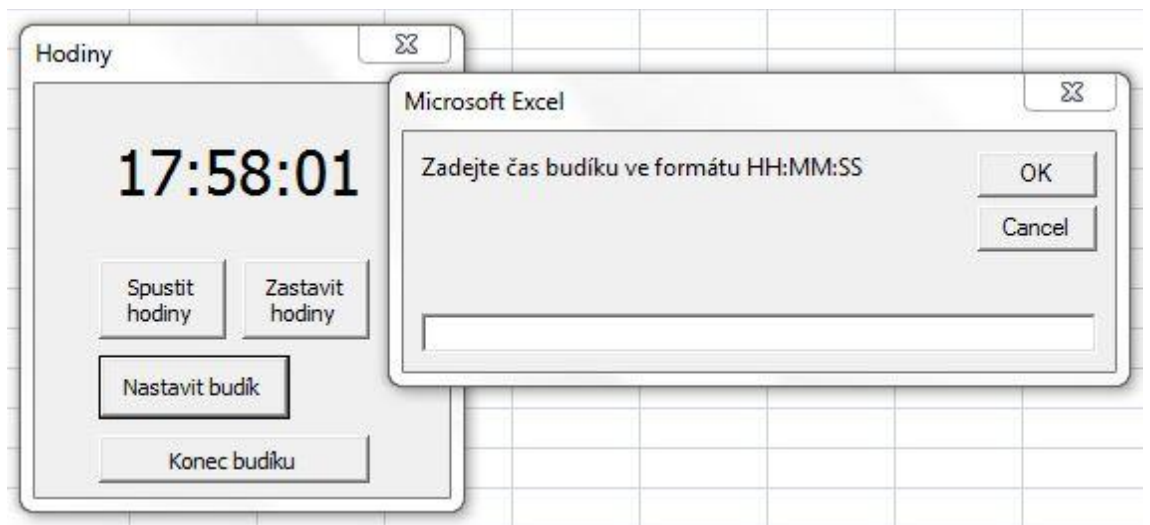 Hodiny
17:58:01
Spustit
hodiny
Zastavit
hodiny
Nastavit budík
Konec budíku
Microsoft Excel
Zadejte čas budíku ve formátu HH:MM:SS
OK
Cancel